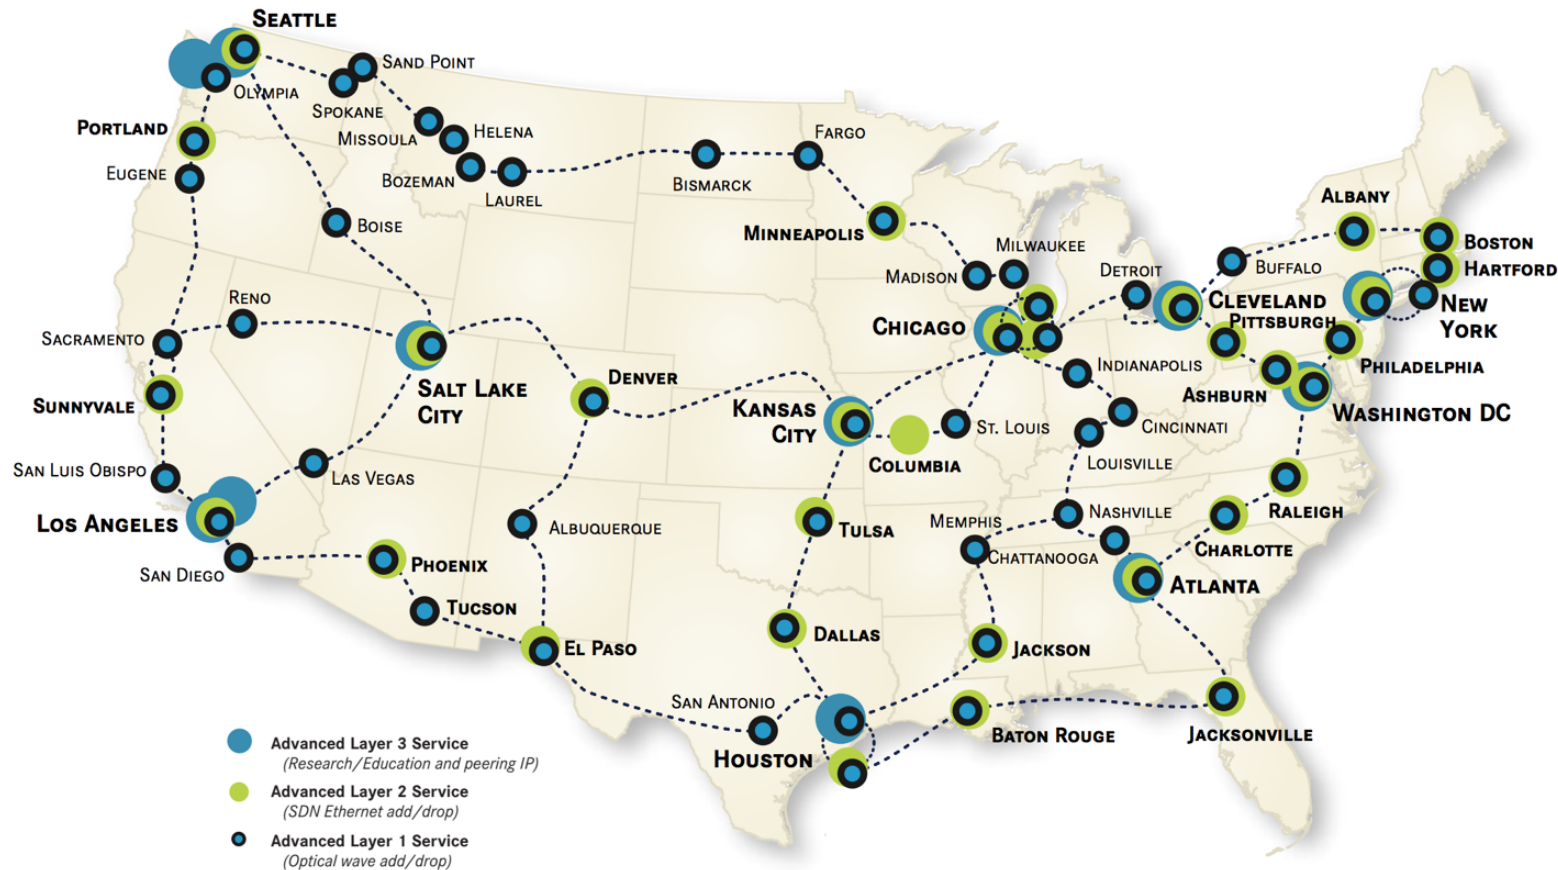 SEATTLE
SAND POINT
OLYMPIA
SPOKANE
PORTLAND
MISSOULA
HELENA
FARGO
EUGENE
BOZEMAN
BISMARCK
LAUREL
ALBANY
BOISE
MINNEAPOLIS
MILWAUKEE
BOSTON
MADISON
DETROIT
BUFFALO
HARTFORD
RENO
CLEVELAND
NEW
YORK
CHICAGO
PITTSBURGH
SACRAMENTO
INDIANAPOLIS
PHILADELPHIA
SALT LAKE
CITY
DENVER
ASHBURN
SUNNYVALE
KANSAS
CITY
WASHINGTON DC
ST. LOUIS
CINCINNATI
COLUMBIA
LOUISVILLE
SAN LUIS OBISPO
LAS VEGAS
LOS ANGELES
ALBUQUERQUE
TULSA
MEMPHIS
NASHVILLE
RALEIGH
CHATTANOOGA
CHARLOTTE
SAN DIEGO
PHOENIX
ATLANTA
TUCSON
EL PASO
DALLAS
JACKSON
SAN ANTONIO
HOUSTON
BATON ROUGE
JACKSONVILLE
Advanced Layer 3 Service
(Research/Education and peering IP)
Advanced Layer 2 Service
(SDN Ethernet add/drop)
Advanced Layer 1 Service
(Optical wave add/drop)